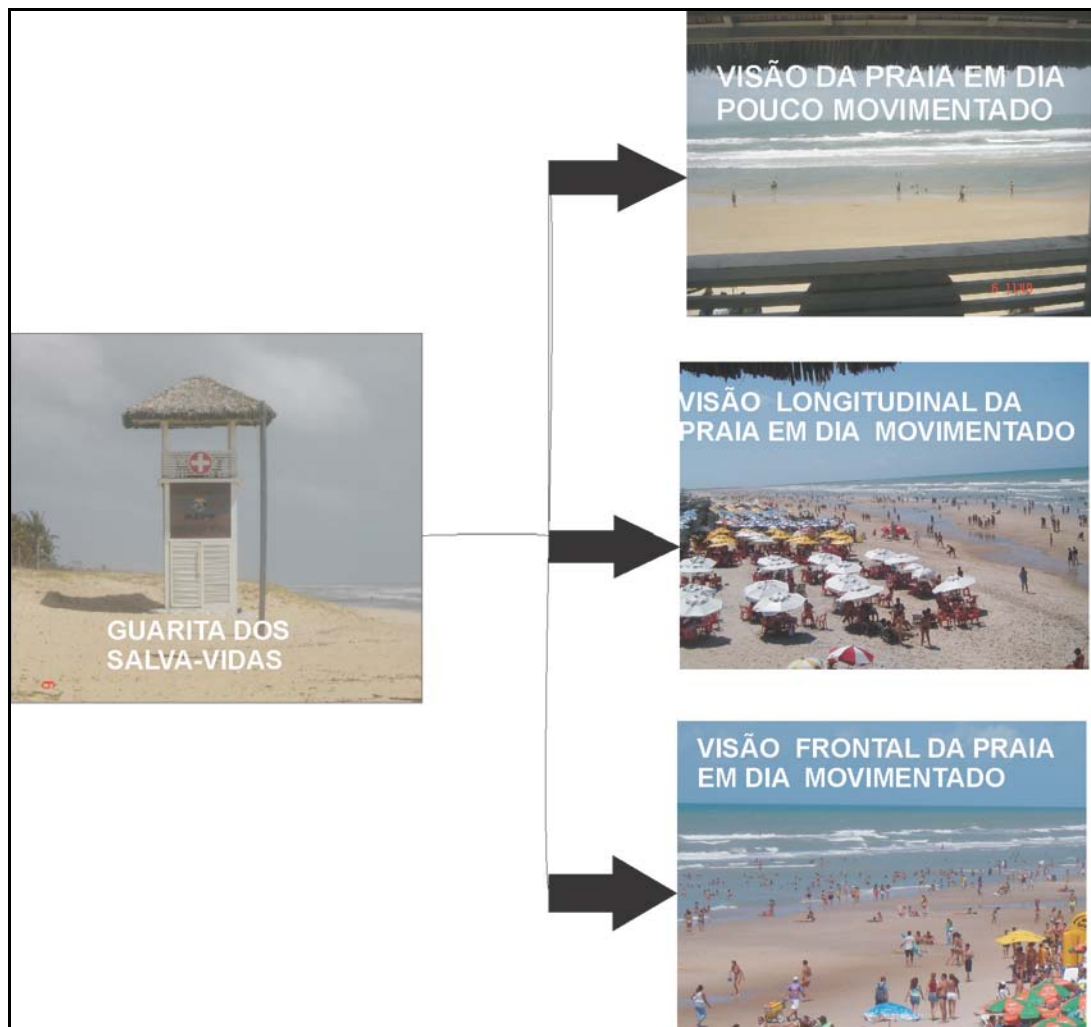 VISÃO DA PRAIA EM DIA
POUCO MOVIMENTADO
VISÃO LONGITUDINAL DA
PRAIA EM DIA MOVIMENTADO
GUARITA DOS
SALVA-VIDAS
VISÃO FRONTAL DA PRAIA
EM DIA MOVIMENTADO